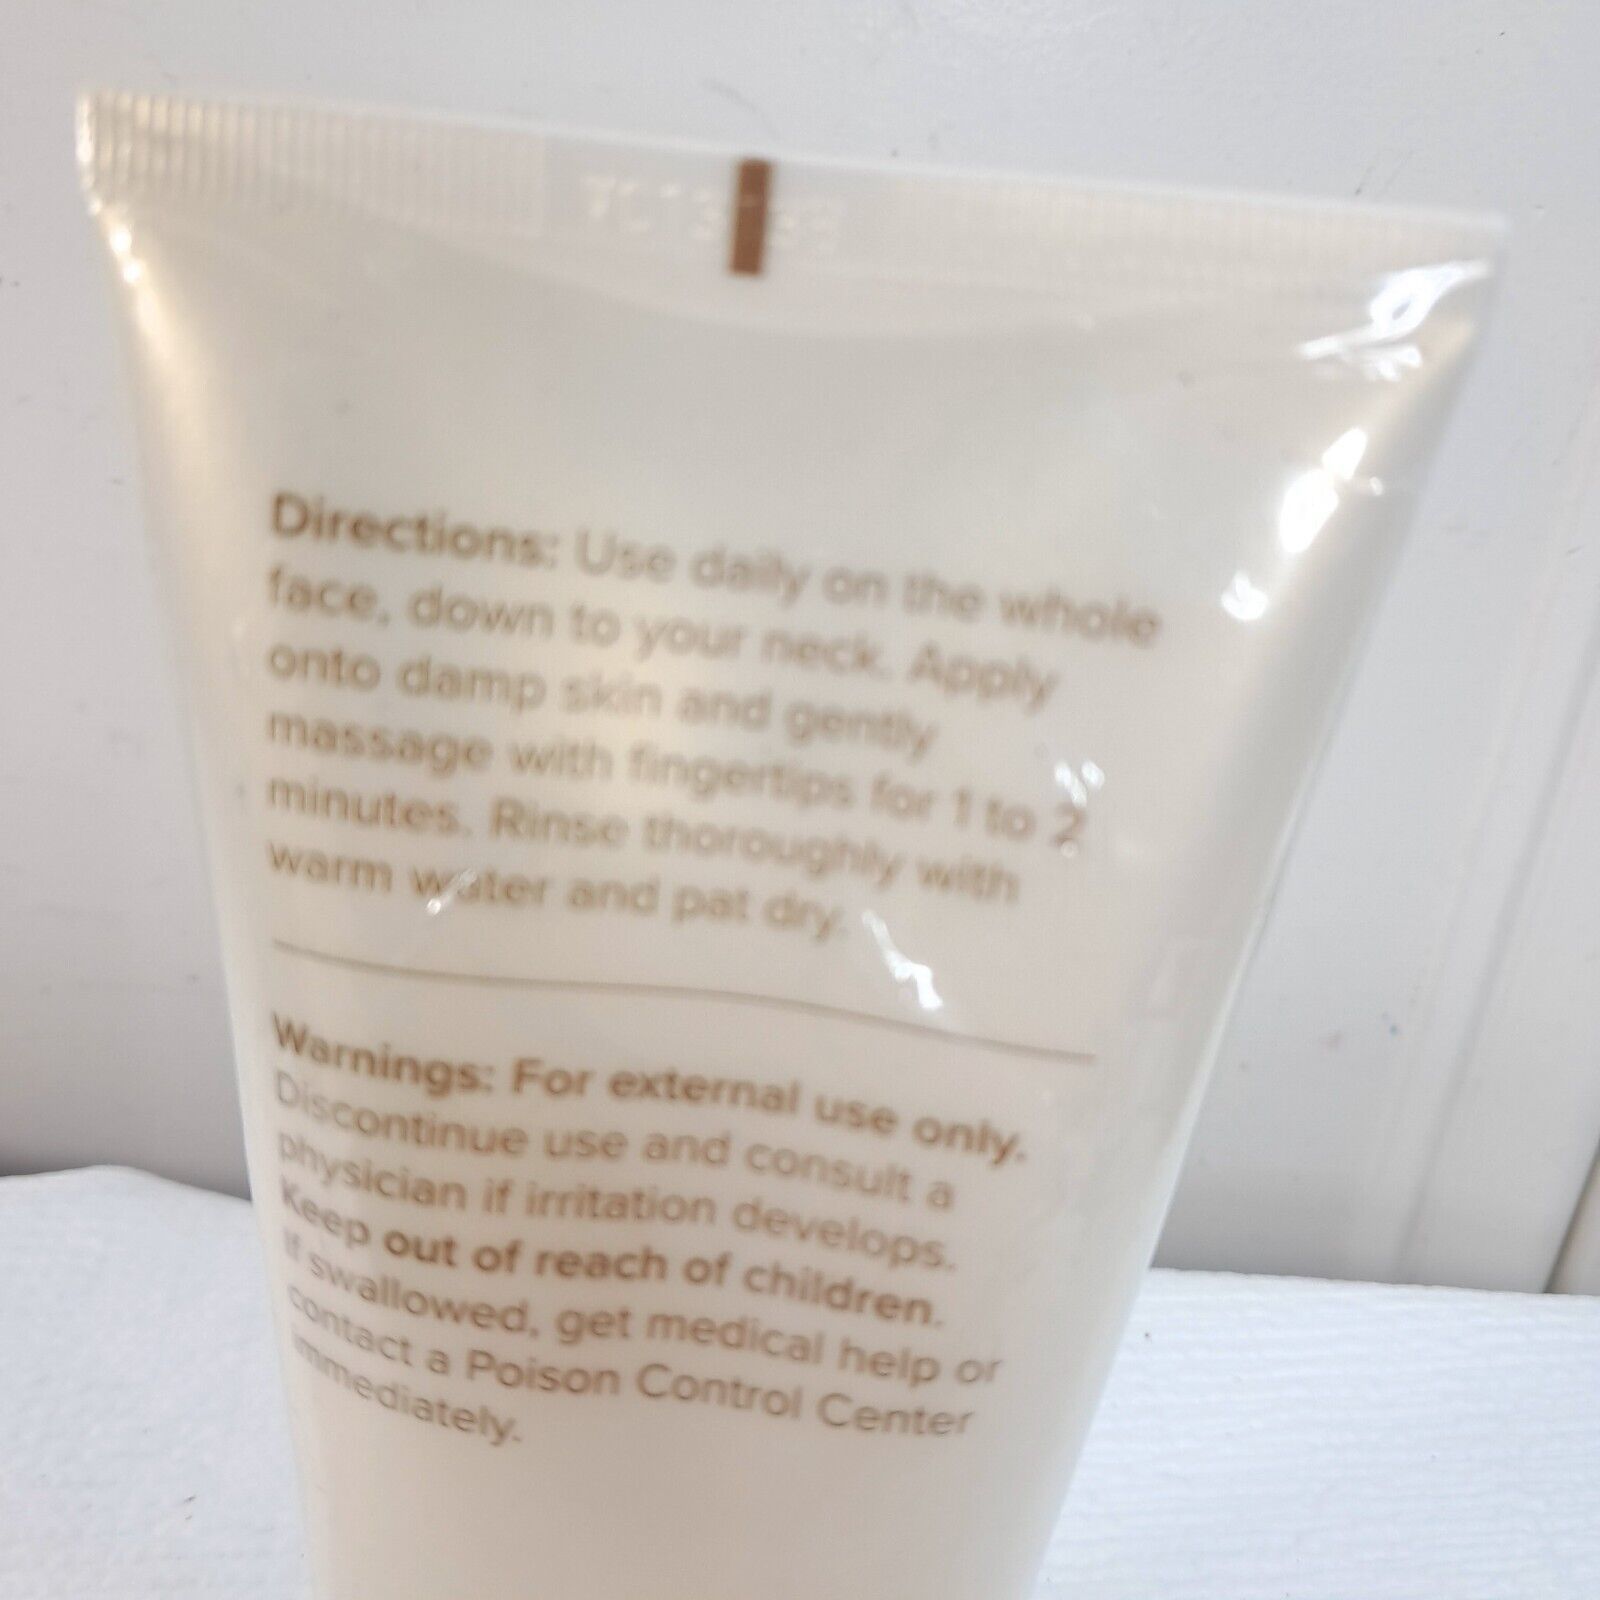 Directions: Use daily on the whole
face, down to your neck. Apply
onto damp skin and gently
massage with fingertips for 1 to 2
minutes. Rinse thoroughly with
warm water and pat dry.
Warnings: For external use only.
Discontinue use and consult a
physician if irritation develops.
Keep out of reach of children.
If swallowed, get medical help or
contact a Poison Control Center
immediately.